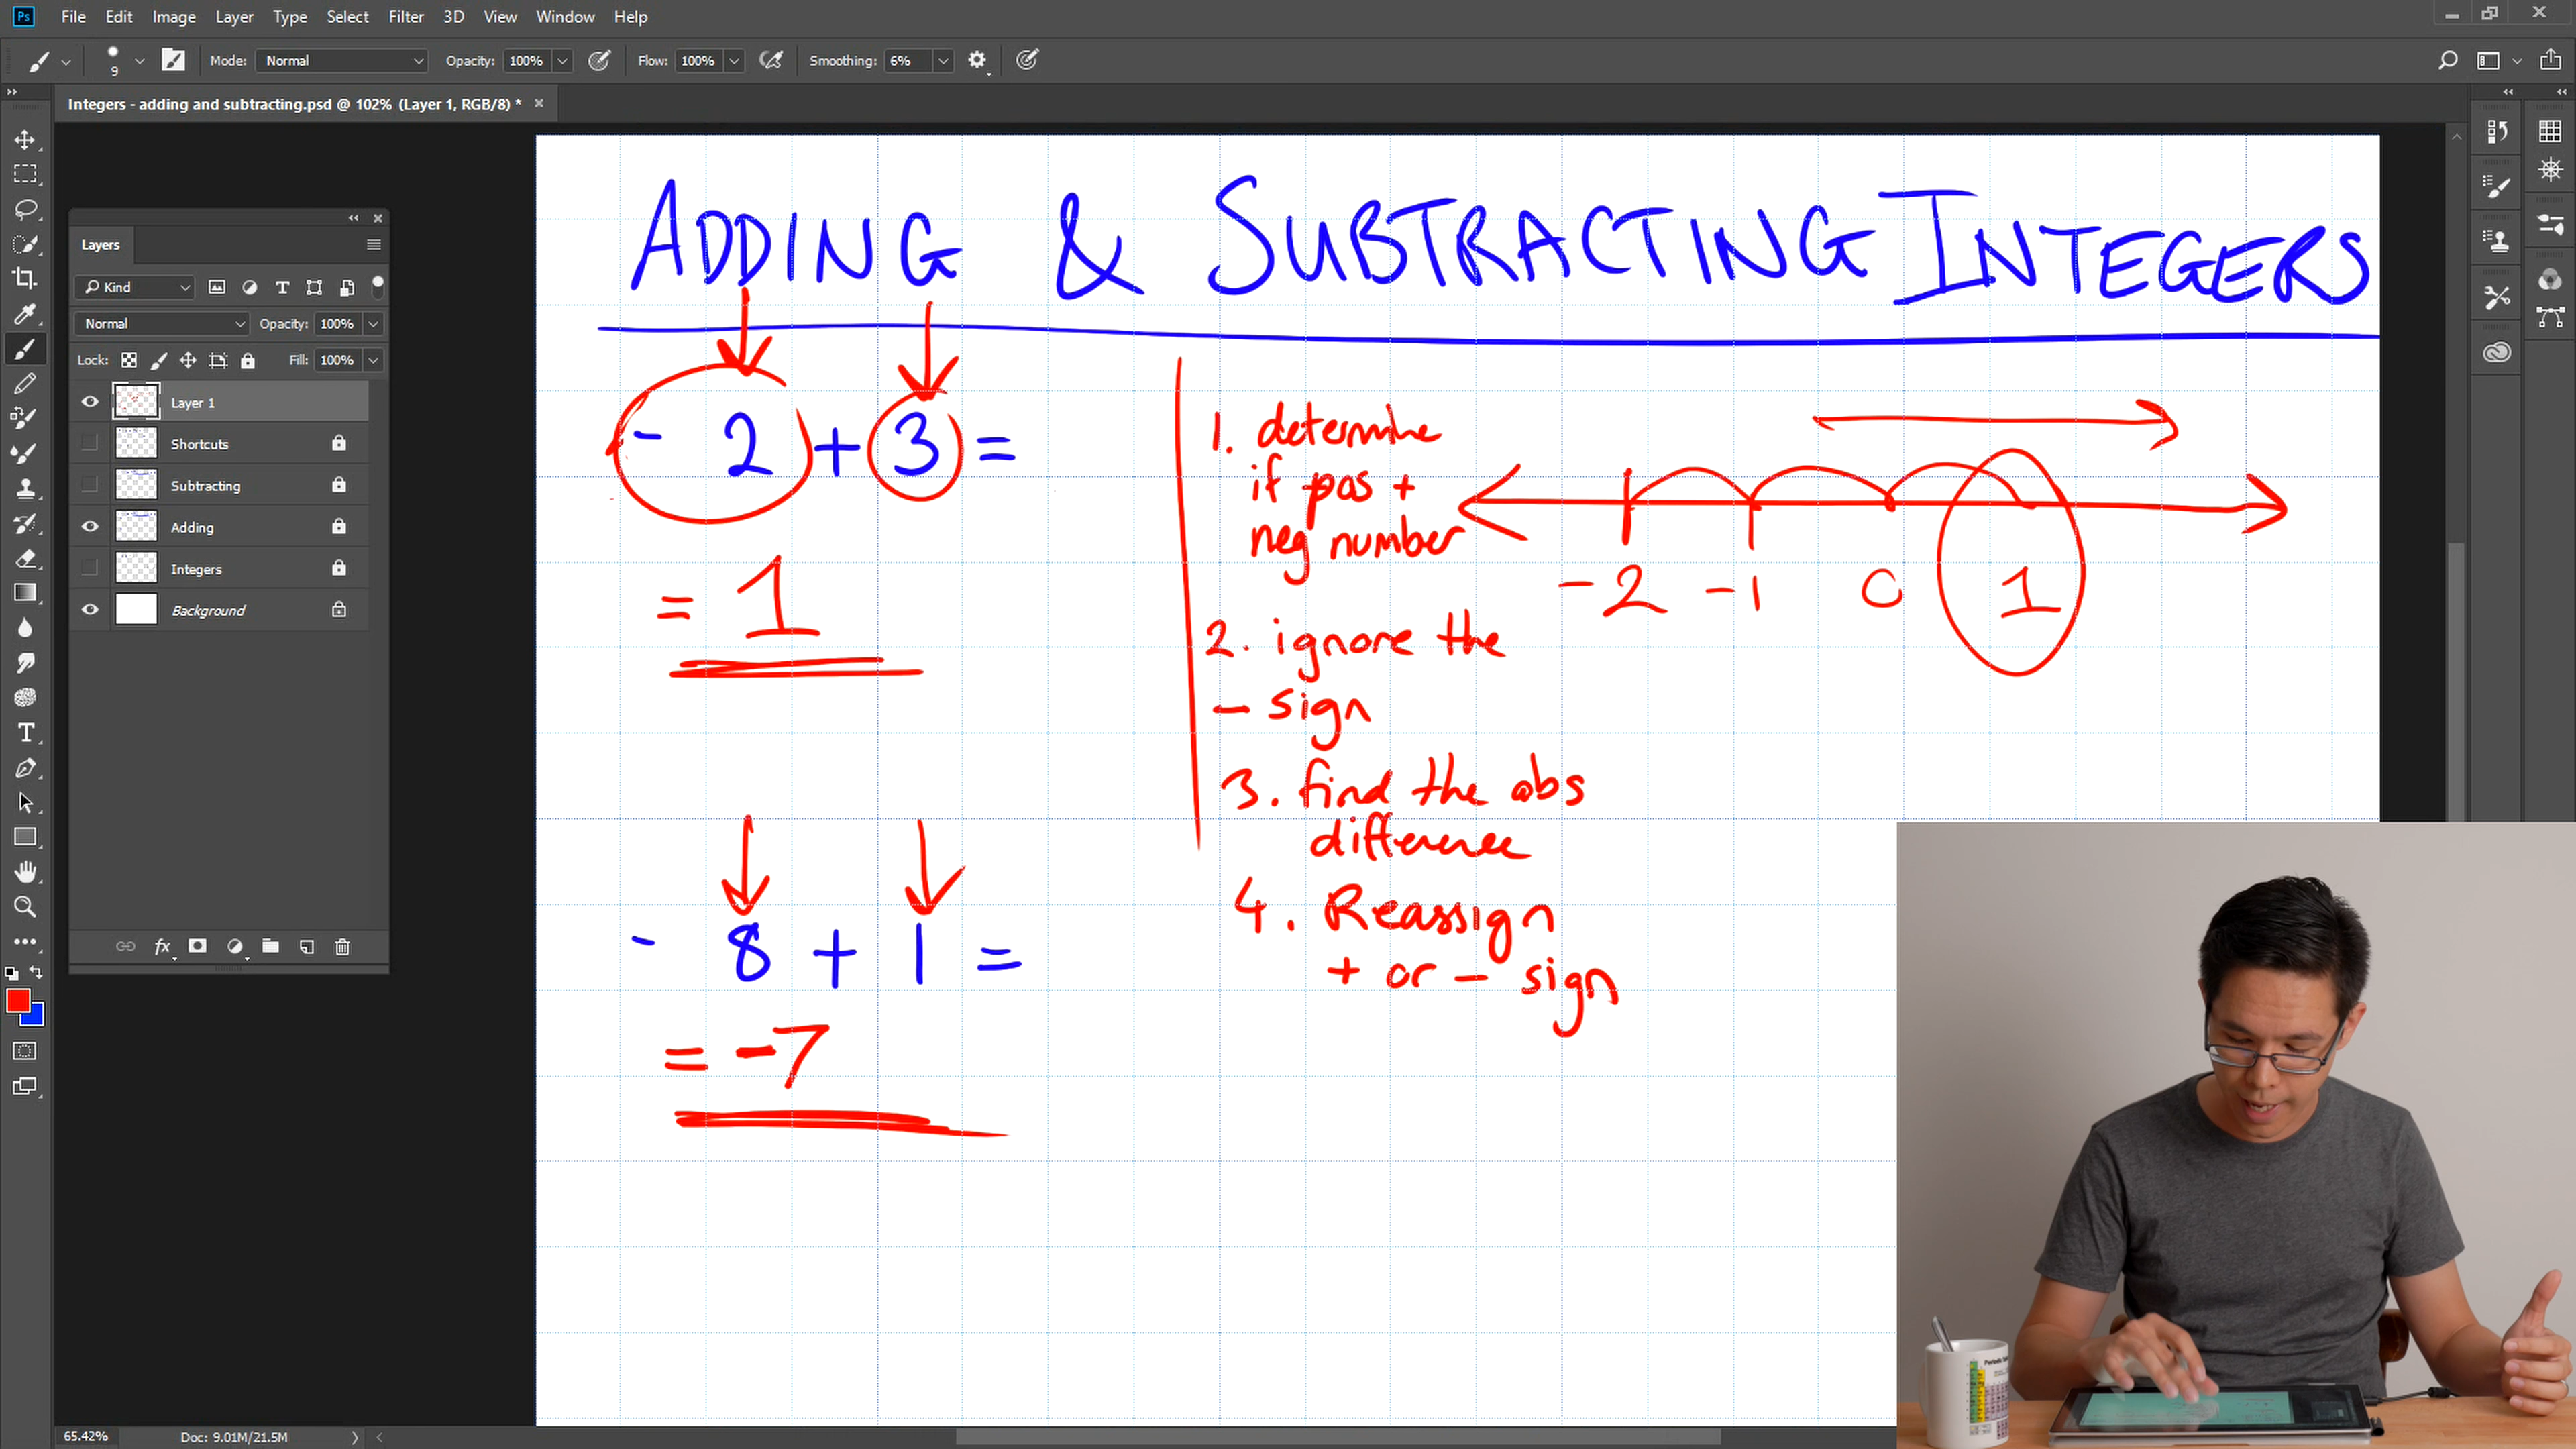 File Edit Image Layer Type Select Filter 3D View Window Help
9 Mode: Normal Opacity: 100% Flow: 100% Smoothing: 6%
Integers - adding and subtracting.psd @ 102% (Layer 1, RGB/8) *
Layers
Kind
Normal Opacity: 100%
Lock: Fill: 100%
Layer 1
Shortcuts
Subtracting
Adding
Integers
Background
fx
ADDING & SUBTRACTING INTEGERS
- 2 + 3 =
= 1
- 8 + 1 =
= -7
1. determine
if pos +
neg number
2. ignore the
- sign
3. find the abs
difference
4. Reassign
+ or - sign
-2 -1 0 1
65.42% Doc: 9.01M/21.5M